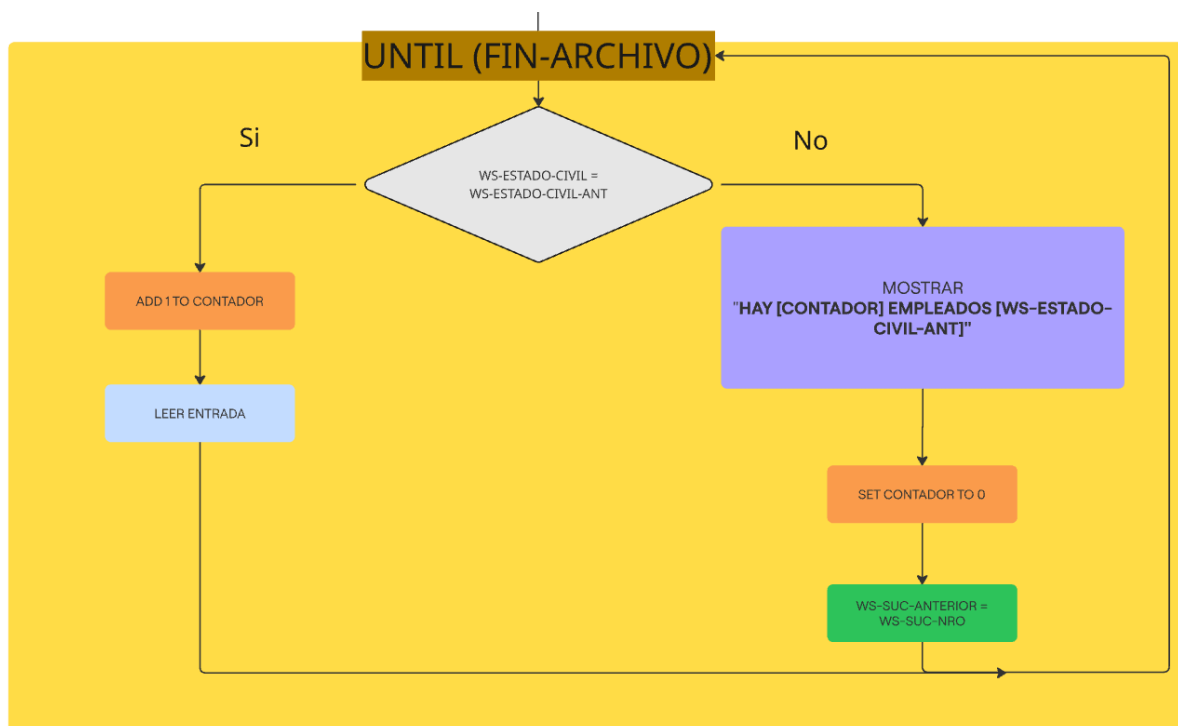 UNTIL (FIN-ARCHIVO)
Si
No
WS-ESTADO-CIVIL =
WS-ESTADO-CIVIL-ANT
MOSTRAR
"HAY [CONTADOR] EMPLEADOS [WS-ESTADO-
CIVIL-ANT]"
ADD 1 TO CONTADOR
LEER ENTRADA
SET CONTADOR TO 0
WS-SUC-ANTERIOR =
WS-SUC-NRO